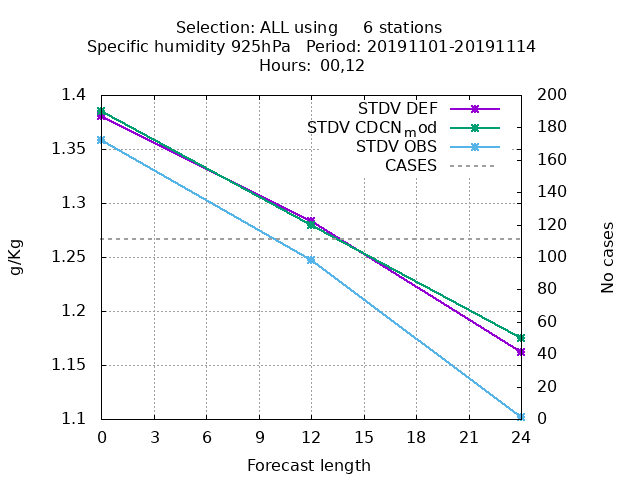 Selection: ALL using     6 stations
Specific humidity 925hPa   Period: 20191101-20191114
Hours: 00,12
STDV DEF
STDV CDCN_mod
STDV OBS
CASES
g/Kg
1.4
1.35
1.3
1.25
1.2
1.15
1.1
200
180
160
140
120
100
80
60
40
20
0
No cases
0 3 6 9 12 15 18 21 24
Forecast length